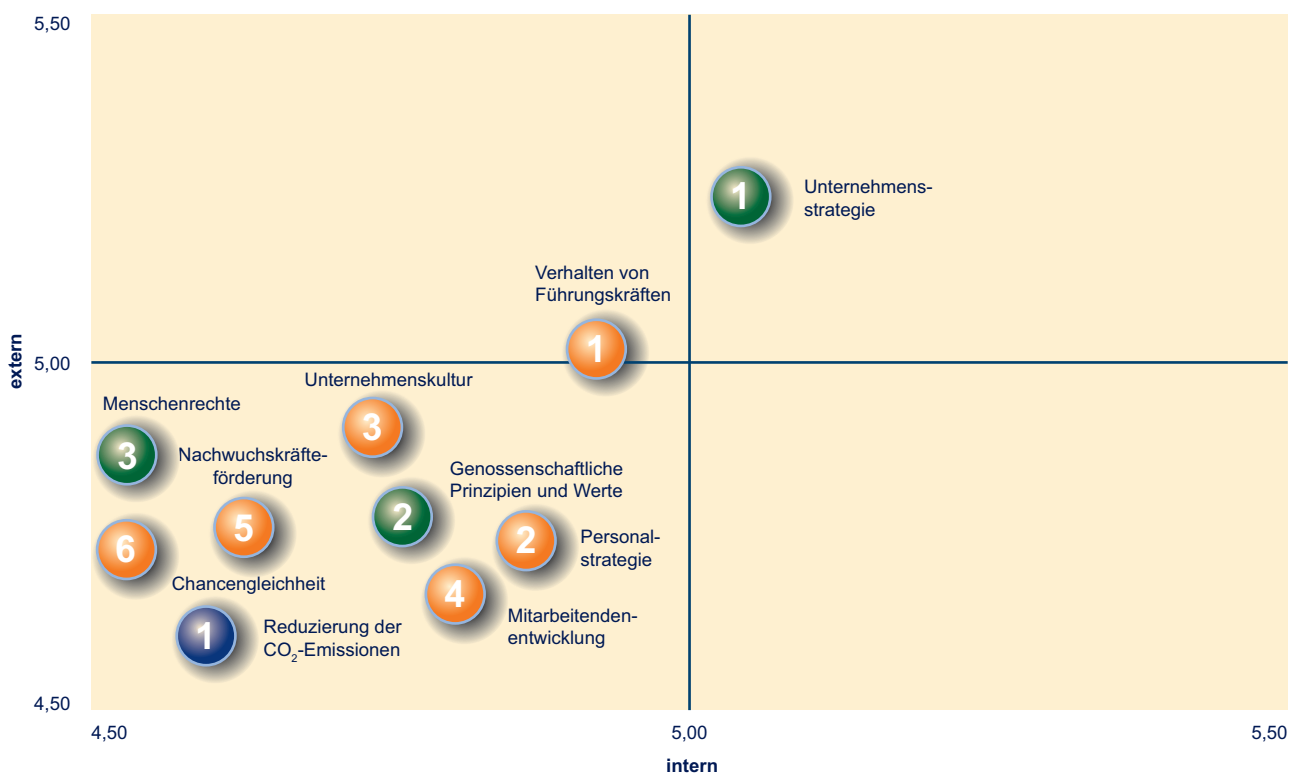 5,50
1
Unternehmens-
strategie
Verhalten von
Führungskräften
1
5,00
extern
Unternehmenskultur
3
Menschenrechte
3
Nachwuchskräfte-
förderung
5
Genossenschaftliche
Prinzipien und Werte
2
2
Personal-
strategie
6
Chancengleichheit
4
Mitarbeitenden-
entwicklung
1
Reduzierung der
CO₂-Emissionen
4,50
4,50
5,00
5,50
intern